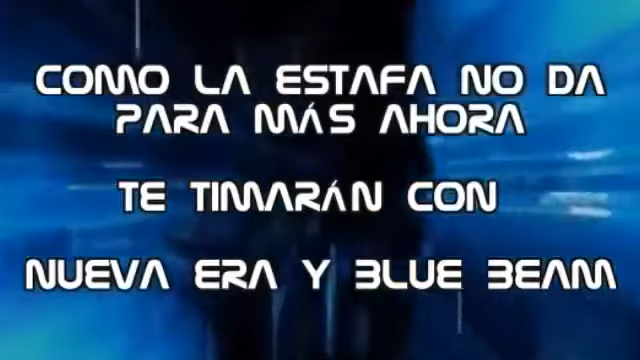 COMO LA ESTAFA NO DA
PARA MÁS AHORA
TE TIMARÁN CON
NUEVA ERA Y BLUE BEAM